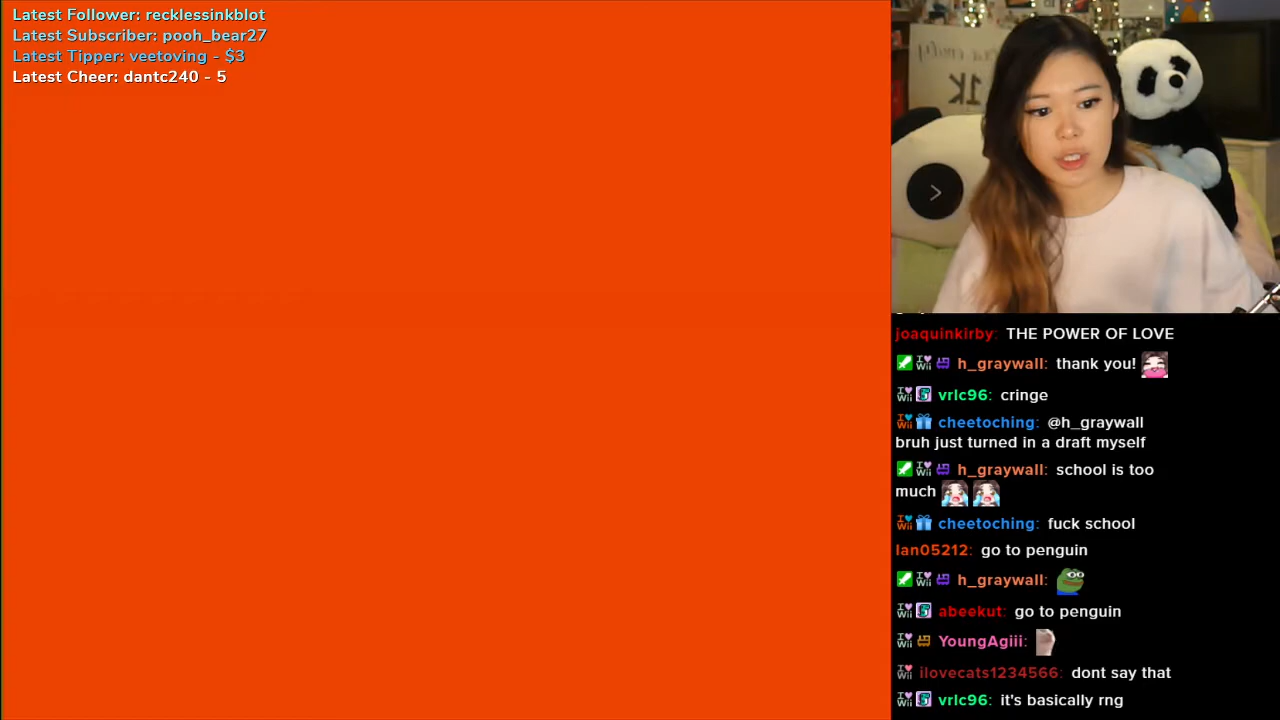 Latest Follower: recklessinkblot
Latest Subscriber: pooh_bear27
Latest Tipper: veetoving - $3
Latest Cheer: dantc240 - 5
emily
1K
joaquinkirby: THE POWER OF LOVE
h_graywall: thank you!
vrlc96: cringe
cheetoching: @h_graywall
bruh just turned in a draft myself
h_graywall: school is too
much
cheetoching: fuck school
Ian05212: go to penguin
h_graywall:
abeekut: go to penguin
YoungAgiii:
ilovecats1234566: dont say that
vrlc96: it's basically rng